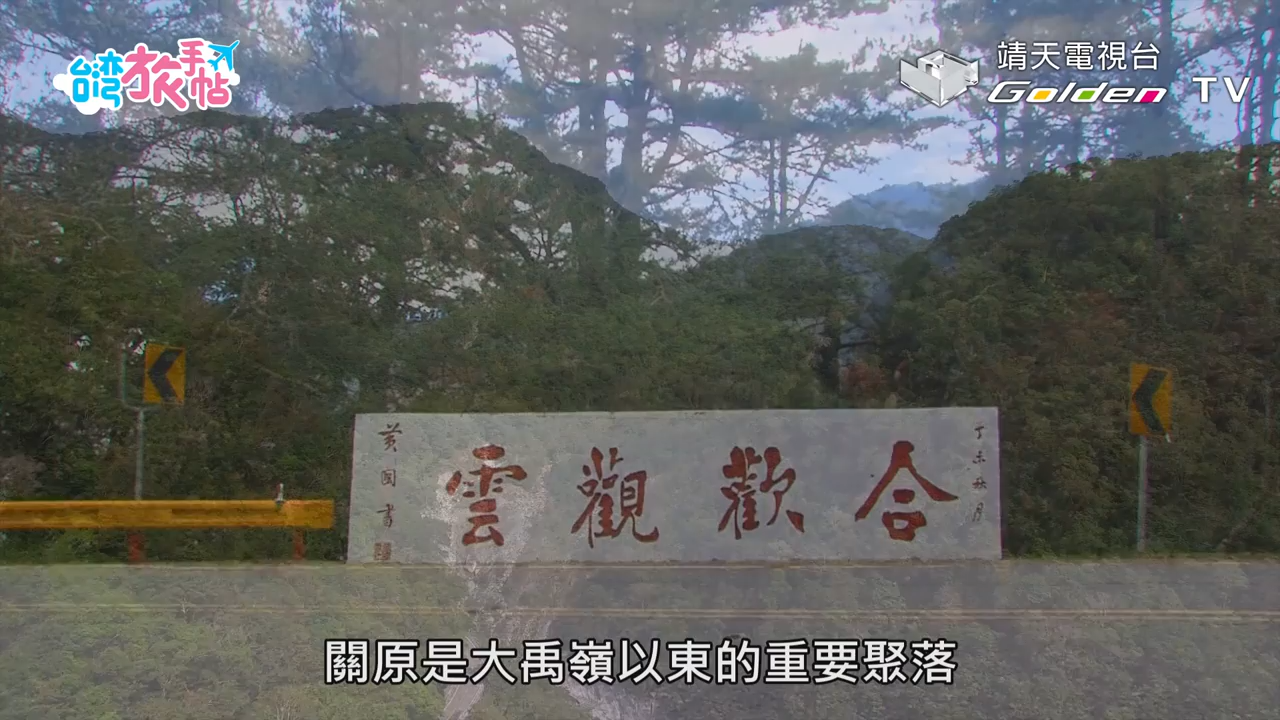 台灣旅手帖
靖天電視台
Golden TV
丁未秋月
合歡觀雲
黃國書
關原是大禹嶺以東的重要聚落